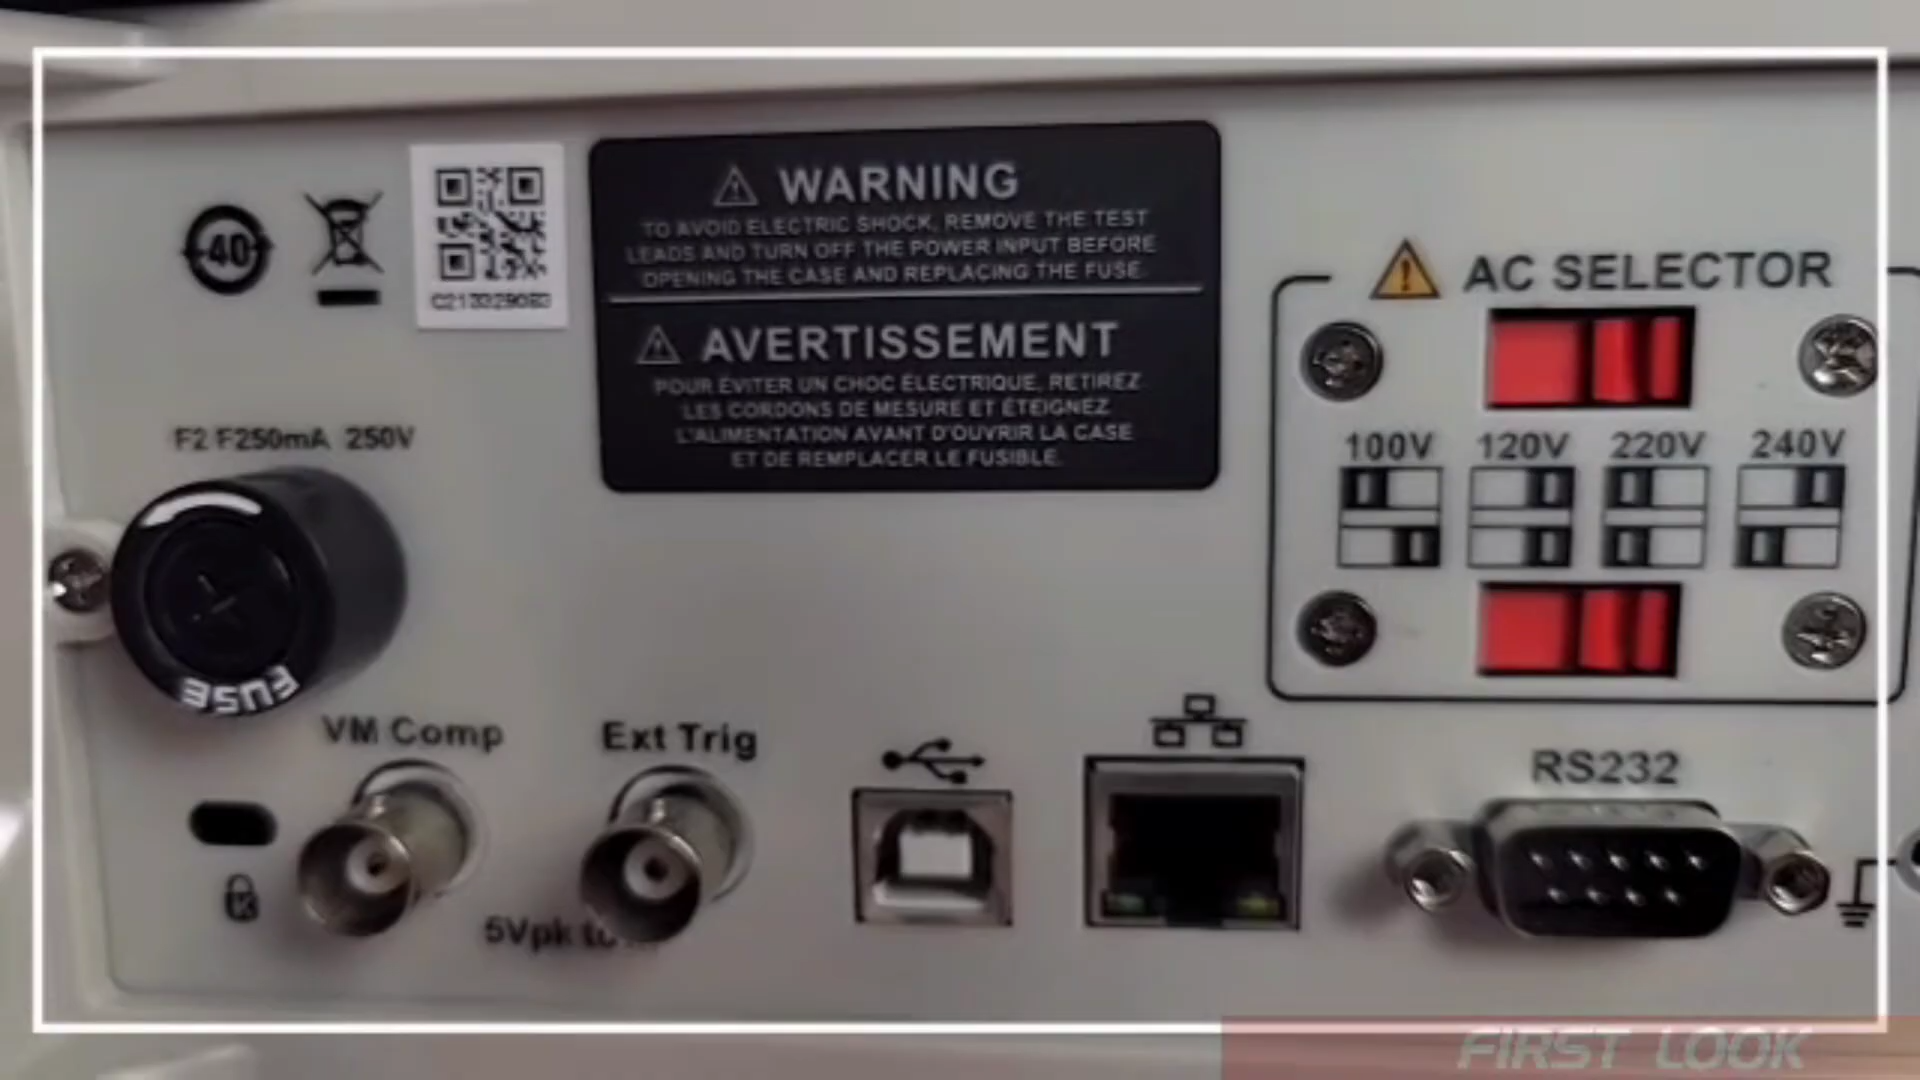 40
WARNING
TO AVOID ELECTRIC SHOCK, REMOVE THE TEST
LEADS AND TURN OFF THE POWER INPUT BEFORE
OPENING THE CASE AND REPLACING THE FUSE.
AVERTISSEMENT
POUR ÉVITER UN CHOC ÉLECTRIQUE, RETIREZ
LES CORDONS DE MESURE ET ÉTEIGNEZ
L'ALIMENTATION AVANT D'OUVRIR LA CASE
ET DE REMPLACER LE FUSIBLE.
AC SELECTOR
100V 120V 220V 240V
F2 F250mA 250V
FUSE
VM Comp
Ext Trig
5Vpk
RS232
K
FIRST LOOK